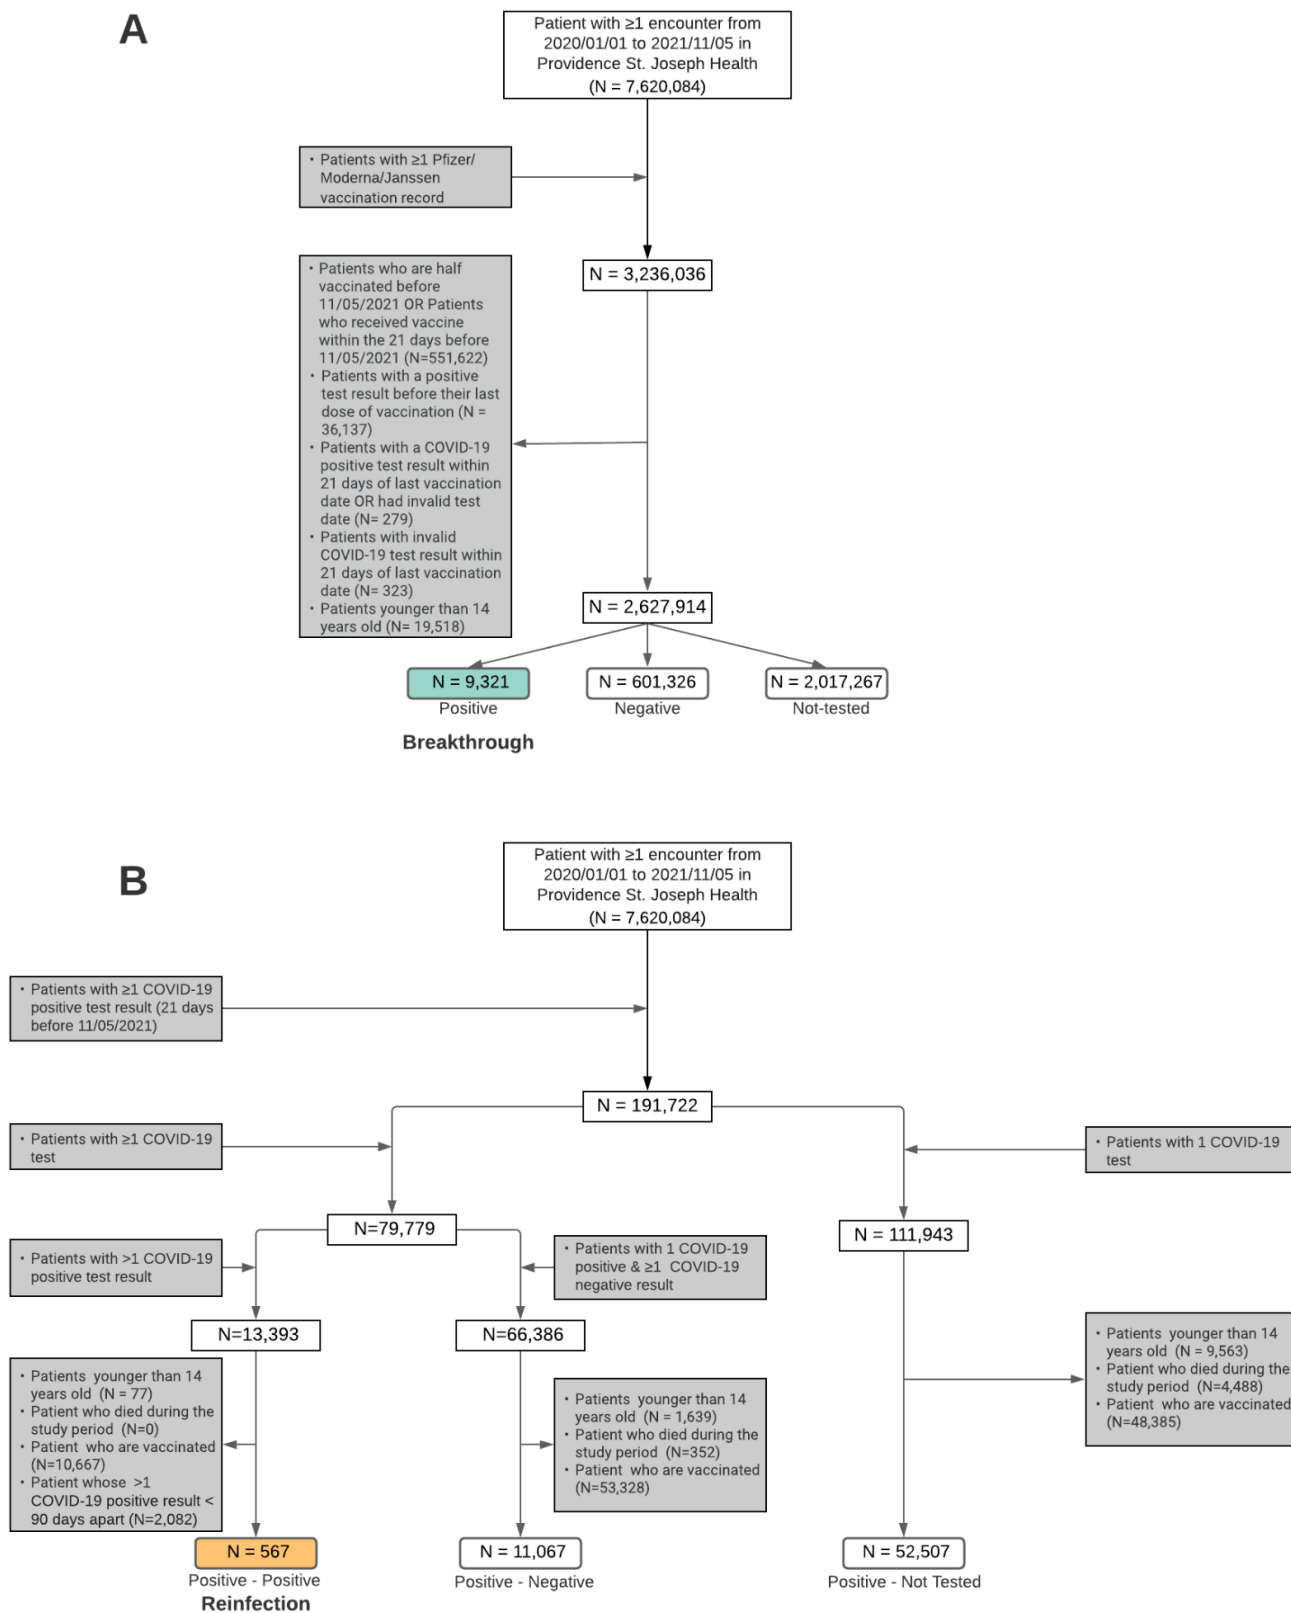 A
Patient with ≥1 encounter from
2020/01/01 to 2021/11/05 in
Providence St. Joseph Health
(N = 7,620,084)
• Patients with ≥1 Pfizer/
Moderna/Janssen
vaccination record
N = 3,236,036
• Patients who are half
vaccinated before
11/05/2021 OR Patients
who received vaccine
within the 21 days before
11/05/2021 (N=551,622)
• Patients with a positive
test result before their last
dose of vaccination (N =
36,137)
• Patients with a COVID-19
positive test result within
21 days of last vaccination
date OR had invalid test
date (N= 279)
• Patients with invalid
COVID-19 test result within
21 days of last vaccination
date (N= 323)
• Patients younger than 14
years old (N= 19,518)
N = 2,627,914
N = 9,321
Positive
Breakthrough
N = 601,326
Negative
N = 2,017,267
Not-tested
B
Patient with ≥1 encounter from
2020/01/01 to 2021/11/05 in
Providence St. Joseph Health
(N = 7,620,084)
• Patients with ≥1 COVID-19
positive test result (21 days
before 11/05/2021)
N = 191,722
• Patients with ≥1 COVID-19
test
• Patients with 1 COVID-19
test
N=79,779
N = 111,943
• Patients with >1 COVID-19
positive test result
• Patients with 1 COVID-19
positive & ≥1 COVID-19
negative result
N=13,393
N=66,386
• Patients younger than 14
years old (N = 77)
• Patient who died during the
study period (N=0)
• Patient who are vaccinated
(N=10,667)
• Patient whose >1
COVID-19 positive result <
90 days apart (N=2,082)
• Patients younger than 14
years old (N = 1,639)
• Patient who died during the
study period (N=352)
• Patient who are vaccinated
(N=53,328)
• Patients younger than 14
years old (N = 9,563)
• Patient who died during the
study period (N=4,488)
• Patient who are vaccinated
(N=48,385)
N = 567
Positive - Positive
Reinfection
N = 11,067
Positive - Negative
N = 52,507
Positive - Not Tested